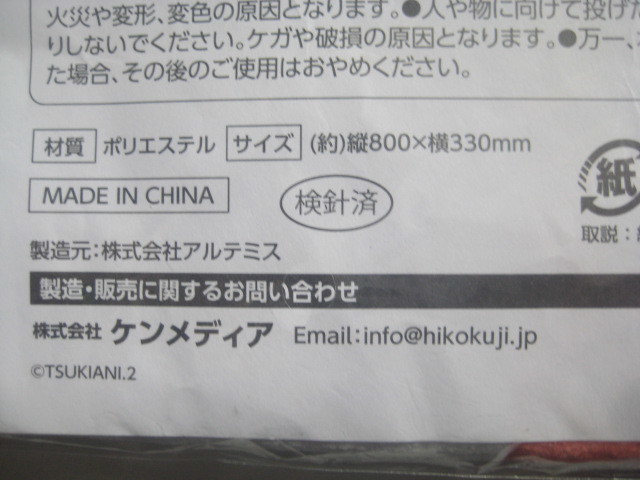 火災や変形、変色の原因となります。●人や物に向けて投げた
りしないでください。ケガや破損の原因となります。●万一、
た場合、その後のご使用はおやめください。
材質 ポリエステル サイズ (約)縦800×横330mm
MADE IN CHINA 検針済 紙
取説：
製造元:株式会社アルテミス
製造・販売に関するお問い合わせ
株式会社 ケンメディア Email:info@hikokuji.jp
©TSUKIANI.2